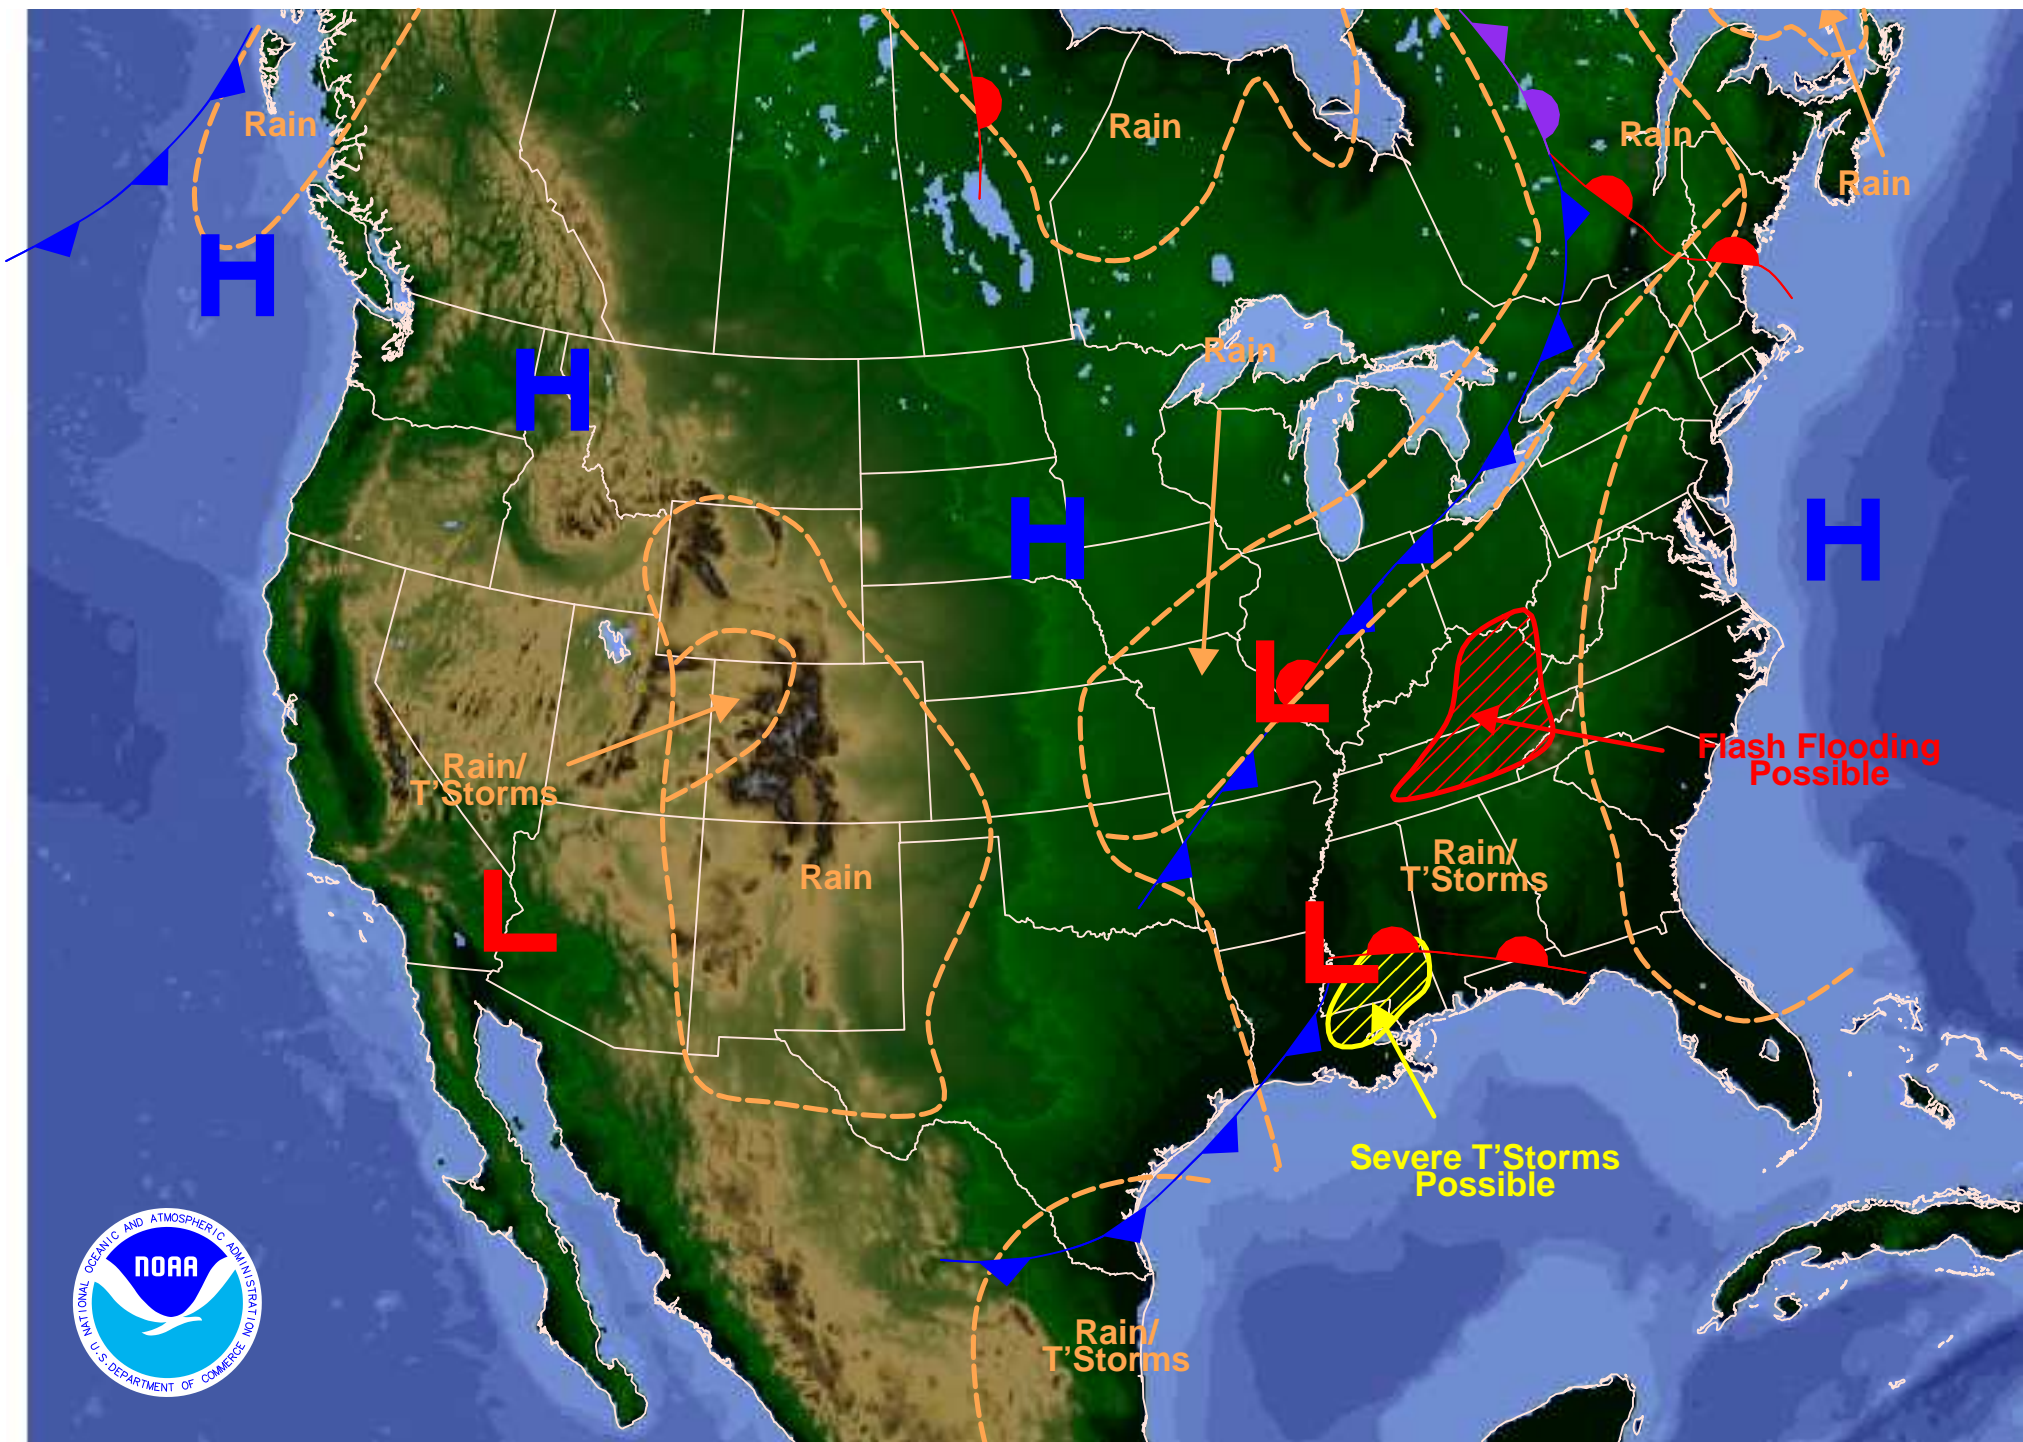 Rain
Rain
Rain
Rain
H
Rain
H
H
H
L
Rain/
T'Storms
Flash Flooding
Possible
Rain
Rain/
T'Storms
L
L
Severe T'Storms
Possible
Rain/
T'Storms
NATIONAL OCEANIC AND ATMOSPHERIC ADMINISTRATION
NOAA
U.S. DEPARTMENT OF COMMERCE